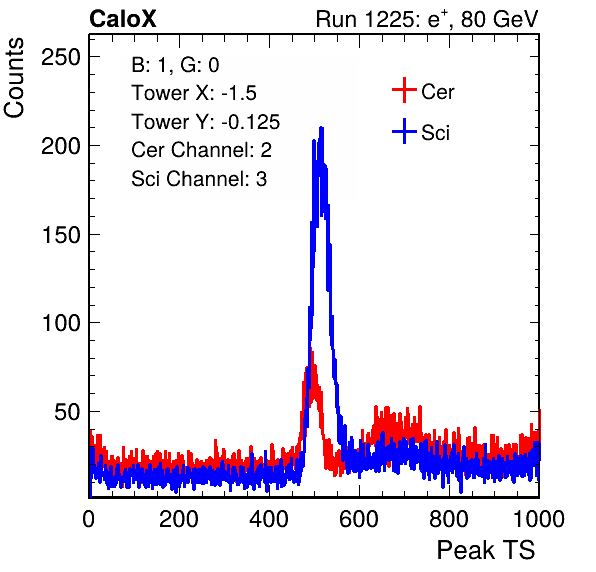 CaloX Run 1225: e⁺, 80 GeV
Counts
B: 1, G: 0
Tower X: -1.5
Tower Y: -0.125
Cer Channel: 2
Sci Channel: 3
Cer
Sci
250
200
150
100
50
0 200 400 600 800 1000
Peak TS